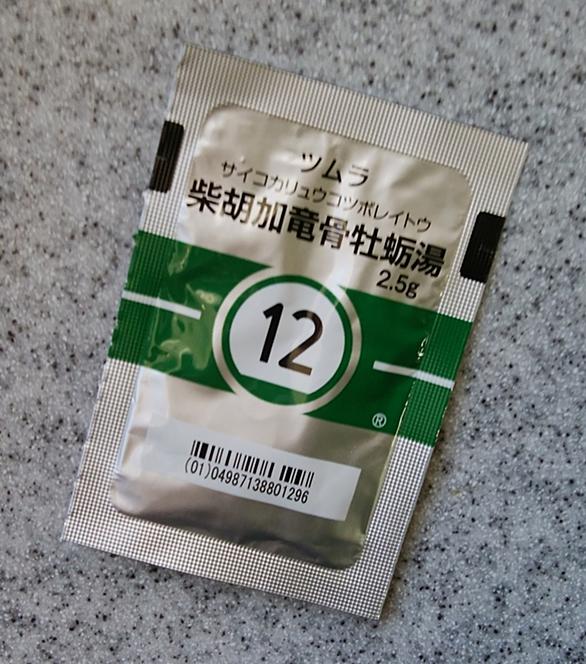 ツムラ
サイコカリュウコツボレイトウ
柴胡加竜骨牡蛎湯
2.5g
12
®
(01)04987138801296